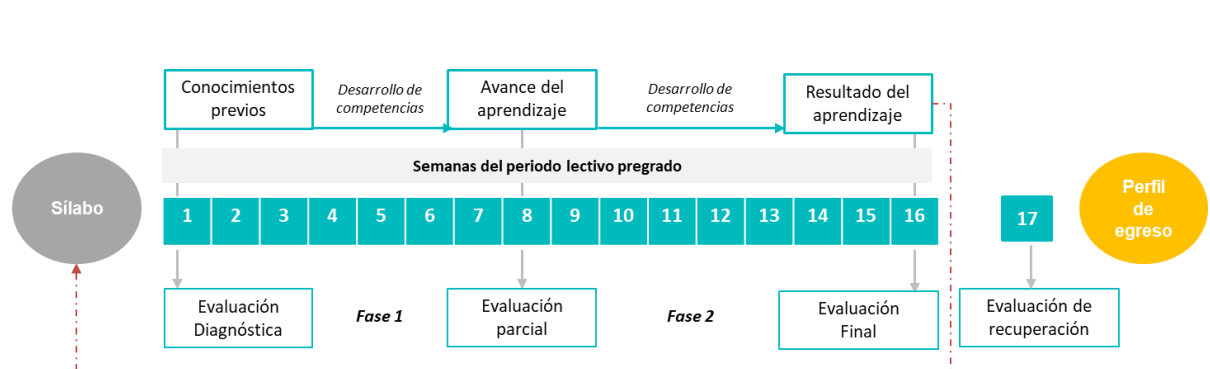 Conocimientos
previos
Desarrollo de
competencias
Avance del
aprendizaje
Desarrollo de
competencias
Resultado del
aprendizaje
Semanas del periodo lectivo pregrado
Sílabo
1 2 3 4 5 6 7 8 9 10 11 12 13 14 15 16
17
Perfil
de
egreso
Evaluación
Diagnóstica
Fase 1
Evaluación
parcial
Fase 2
Evaluación
Final
Evaluación de
recuperación